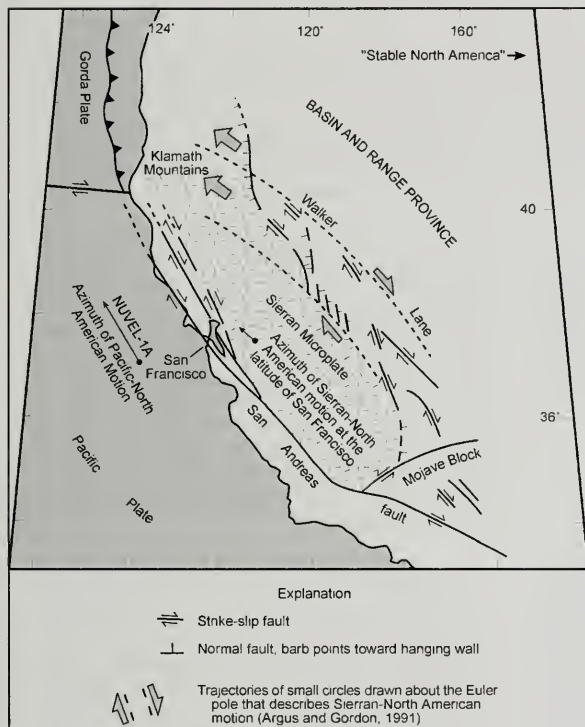 124°
120°
160°
"Stable North Amenca"
Gorda Plate
BASIN AND RANGE PROVINCE
Klamath
Mountains
Walker
Lane
40
NUVEL-1A
Azimuth of Pacific-North
American Motion
San
Francisco
Sierran Microplate
Azimuth of Sierran-North
American motion at the
latitude of San Francisco
36°
Pacific
Plate
San
Andreas
fault
Mojave Block
Explanation
Strike-slip fault
Normal fault, barb points toward hanging wall
Trajectories of small circles drawn about the Euler
pole that describes Sierran-North American
motion (Argus and Gordon, 1991)